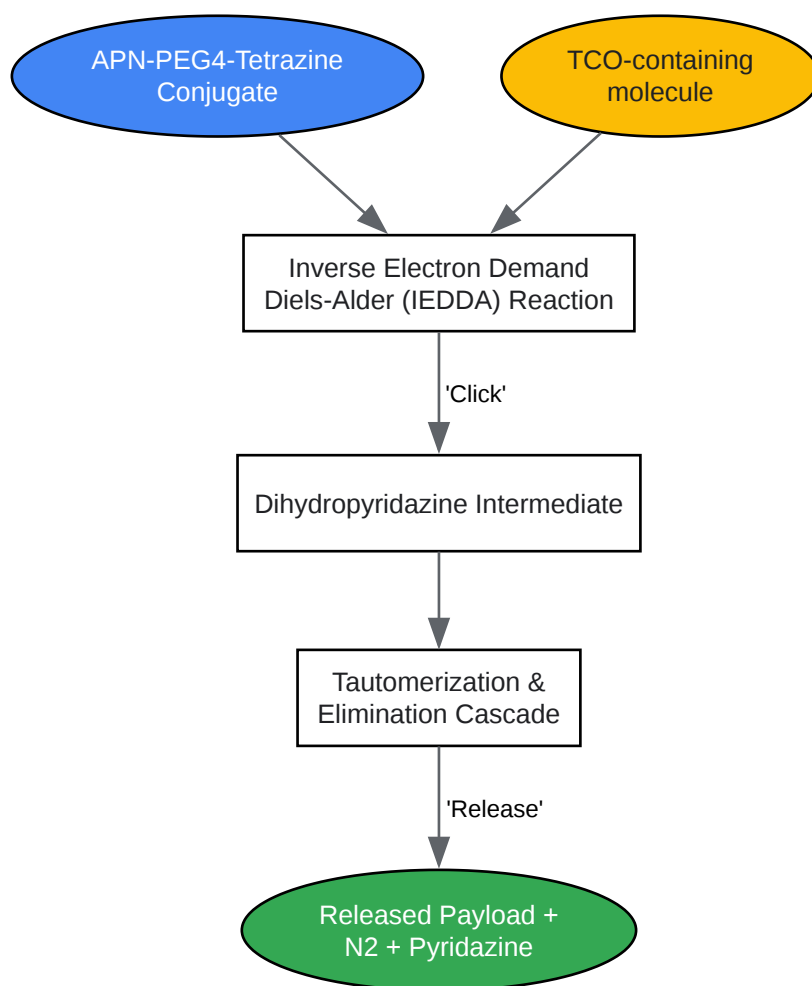 APN-PEG4-Tetrazine
Conjugate
TCO-containing
molecule
Inverse Electron Demand
Diels-Alder (IEDDA) Reaction
'Click'
Dihydropyridazine Intermediate
Tautomerization &
Elimination Cascade
'Release'
Released Payload +
N2 + Pyridazine